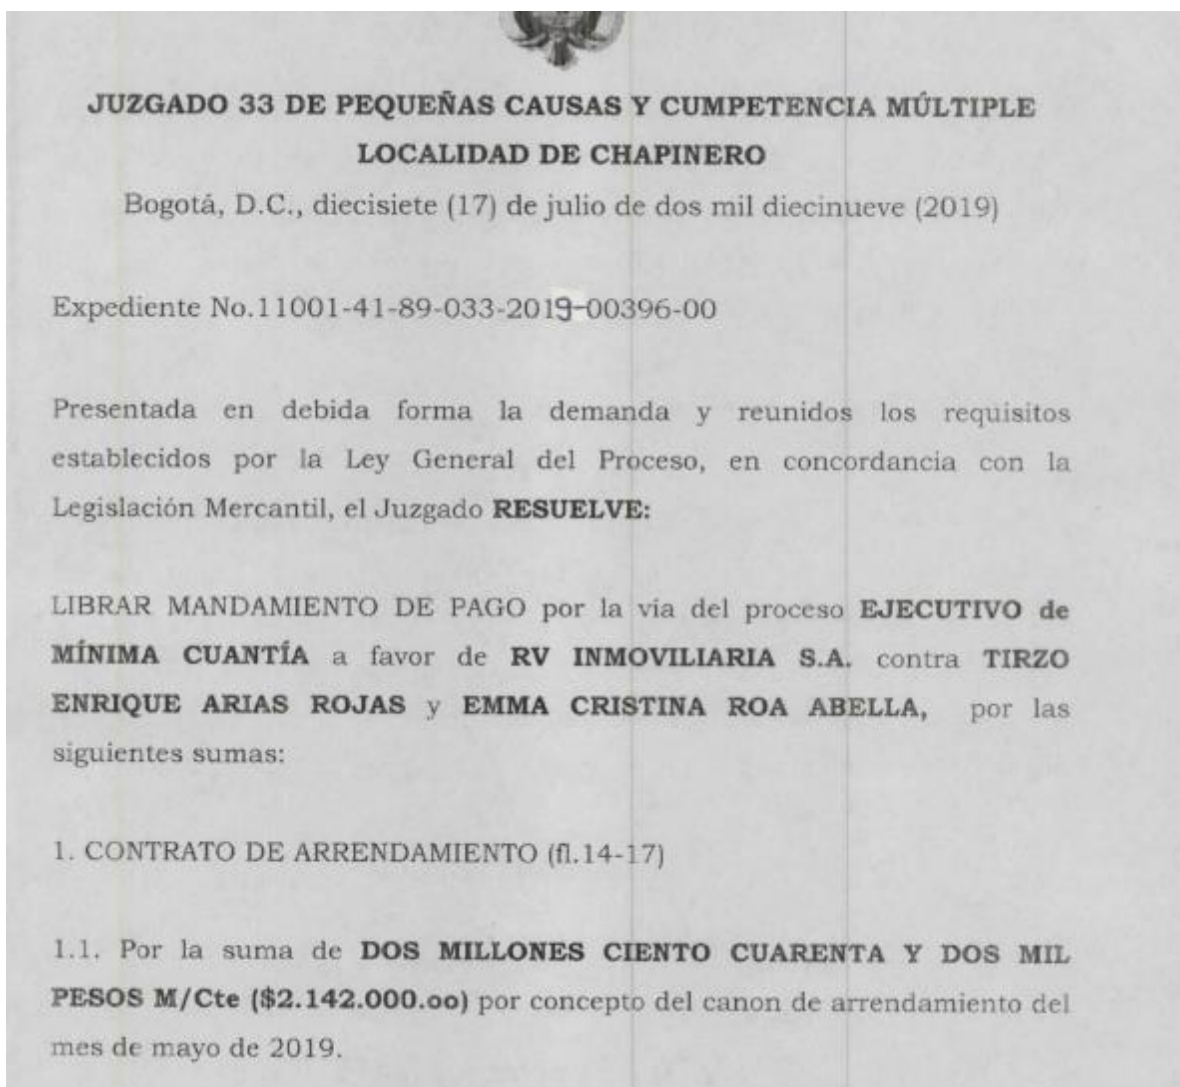 JUZGADO 33 DE PEQUEÑAS CAUSAS Y CUMPETENCIA MÚLTIPLE
LOCALIDAD DE CHAPINERO
Bogotá, D.C., diecisiete (17) de julio de dos mil diecinueve (2019)
Expediente No.11001-41-89-033-2019-00396-00
Presentada en debida forma la demanda y reunidos los requisitos
establecidos por la Ley General del Proceso, en concordancia con la
Legislación Mercantil, el Juzgado RESUELVE:
LIBRAR MANDAMIENTO DE PAGO por la vía del proceso EJECUTIVO de
MÍNIMA CUANTÍA a favor de RV INMOVILIARIA S.A. contra TIRZO
ENRIQUE ARIAS ROJAS y EMMA CRISTINA ROA ABELLA, por las
siguientes sumas:
1. CONTRATO DE ARRENDAMIENTO (fl.14-17)
1.1. Por la suma de DOS MILLONES CIENTO CUARENTA Y DOS MIL
PESOS M/Cte ($2.142.000.oo) por concepto del canon de arrendamiento del
mes de mayo de 2019.